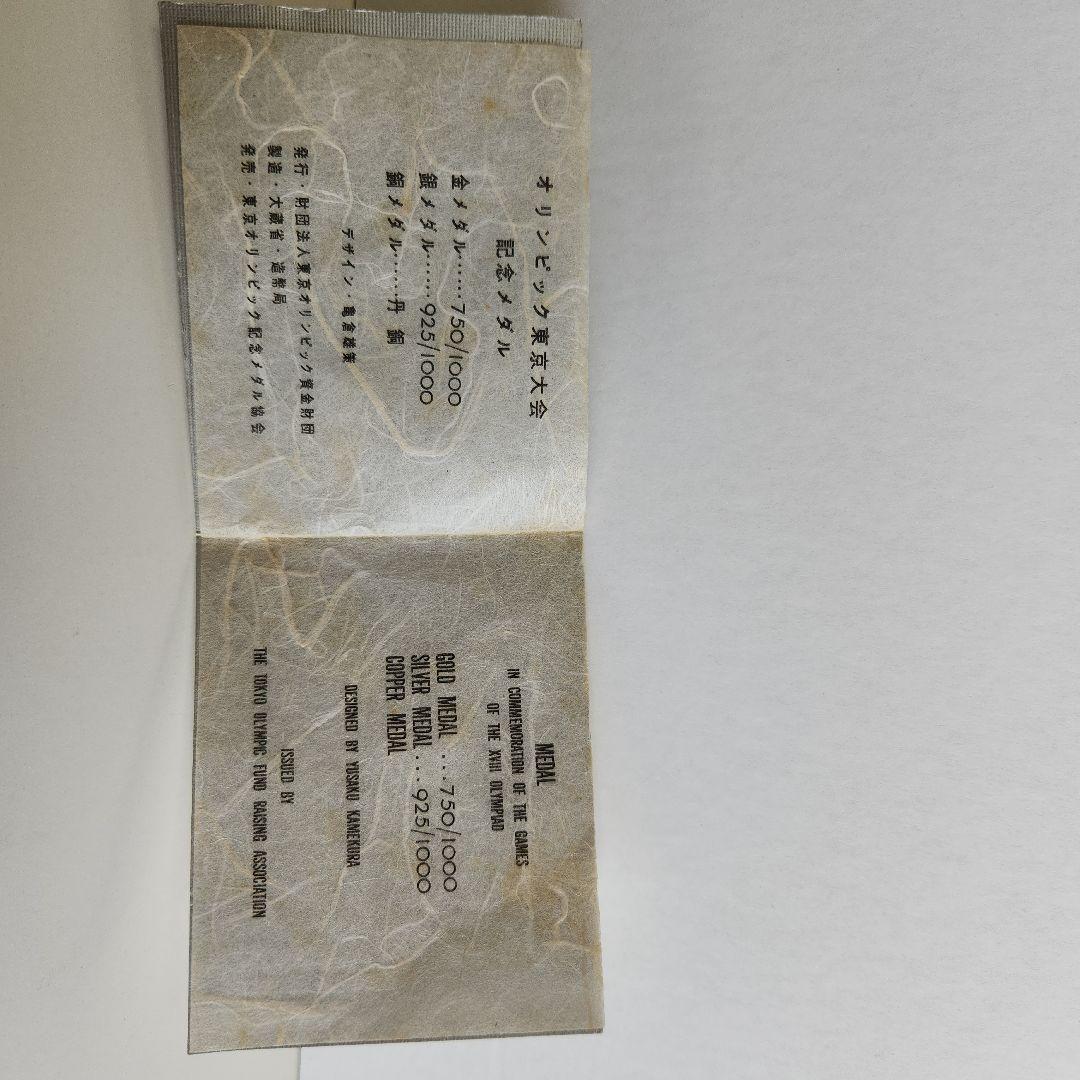 オリンピック東京大会
記念メダル
金メダル……750/1000
銀メダル……925/1000
銅メダル……丹銅
デザイン・亀倉雄策
発行・財団法人東京オリンピック資金財団
製造・大蔵省・造幣局
発売・東京オリンピック記念メダル協会
MEDAL
IN COMMEMORATION OF THE GAMES
OF THE XVIII OLYMPIAD
GOLD MEDAL ...750/1000
SILVER MEDAL...925/1000
COPPER MEDAL
DESIGNED BY YUSAKU KAMEKURA
ISSUED BY
THE TOKYO OLYMPIC FUND RAISING ASSOCIATION